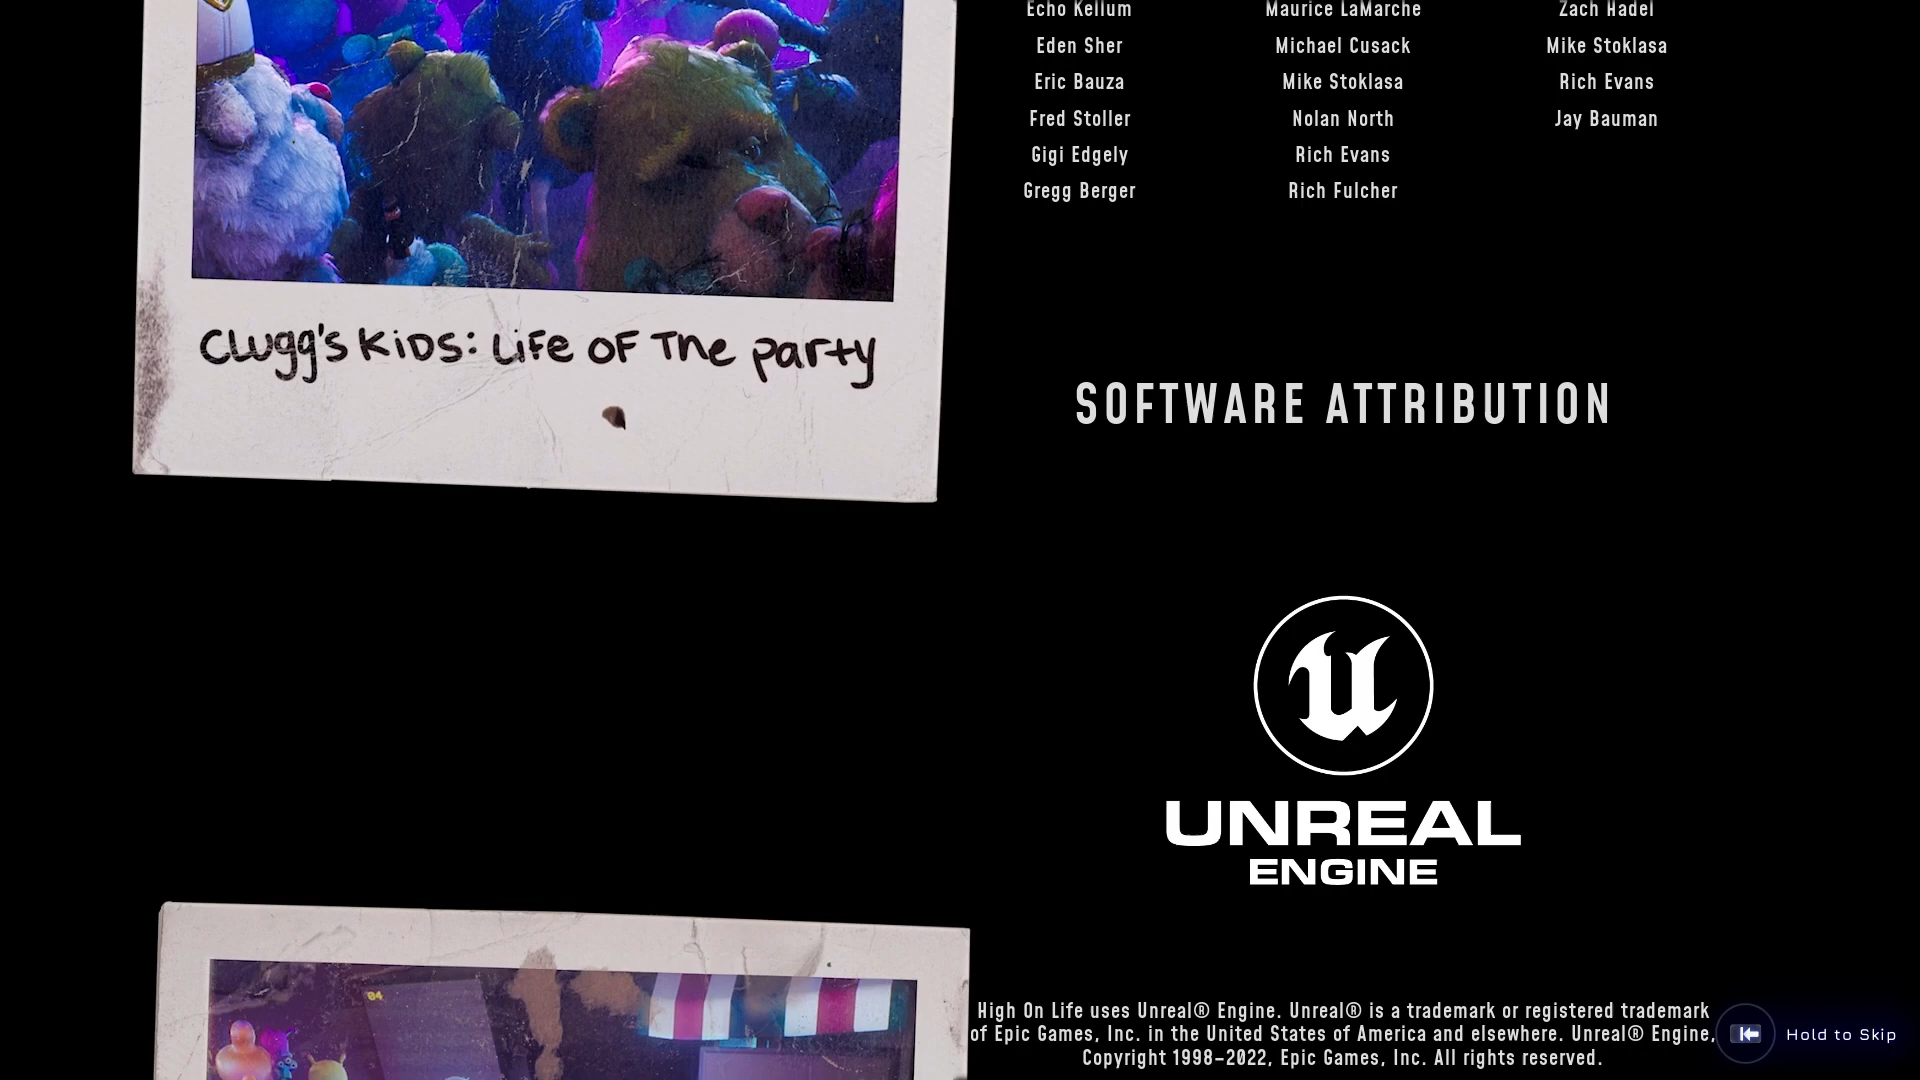 Echo Kellum
Eden Sher
Eric Bauza
Fred Stoller
Gigi Edgely
Gregg Berger
Maurice LaMarche
Michael Cusack
Mike Stoklasa
Nolan North
Rich Evans
Rich Fulcher
Zach Hadel
Mike Stoklasa
Rich Evans
Jay Bauman
Clugg's Kids: Life of The party
SOFTWARE ATTRIBUTION
U
UNREAL
ENGINE
04
High On Life uses Unreal® Engine. Unreal® is a trademark or registered trademark
of Epic Games, Inc. in the United States of America and elsewhere. Unreal® Engine,
Copyright 1998–2022, Epic Games, Inc. All rights reserved.
Hold to Skip